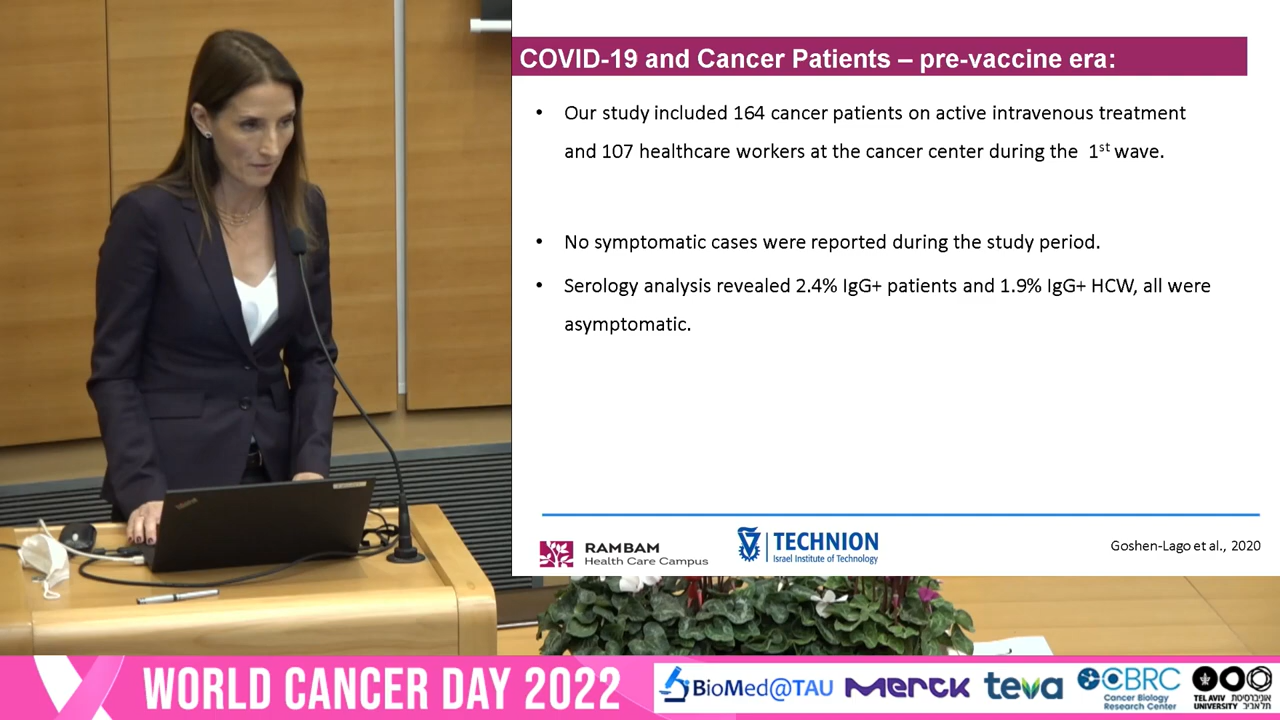 COVID-19 and Cancer Patients – pre-vaccine era:
• Our study included 164 cancer patients on active intravenous treatment
and 107 healthcare workers at the cancer center during the 1st wave.
• No symptomatic cases were reported during the study period.
• Serology analysis revealed 2.4% IgG+ patients and 1.9% IgG+ HCW, all were
asymptomatic.
RAMBAM
Health Care Campus
TECHNION
Israel Institute of Technology
Goshen-Lago et al., 2020
ThinkPad
WORLD CANCER DAY 2022
BioMed@TAU
Merck
teva
CBRC
Cancer Biology
Research Center
TEL AVIV אוניברסיטת
UNIVERSITY תל אביב